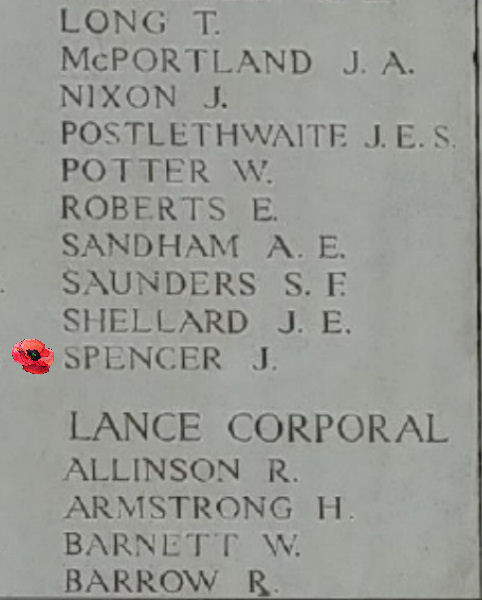 LONG T.
McPORTLAND J. A.
NIXON J.
POSTLETHWAITE J. E. S.
POTTER W.
ROBERTS E.
SANDHAM A. E.
SAUNDERS S. F.
SHELLARD J. E.
SPENCER J.
LANCE CORPORAL
ALLINSON R.
ARMSTRONG H.
BARNETT W.
BARROW R.